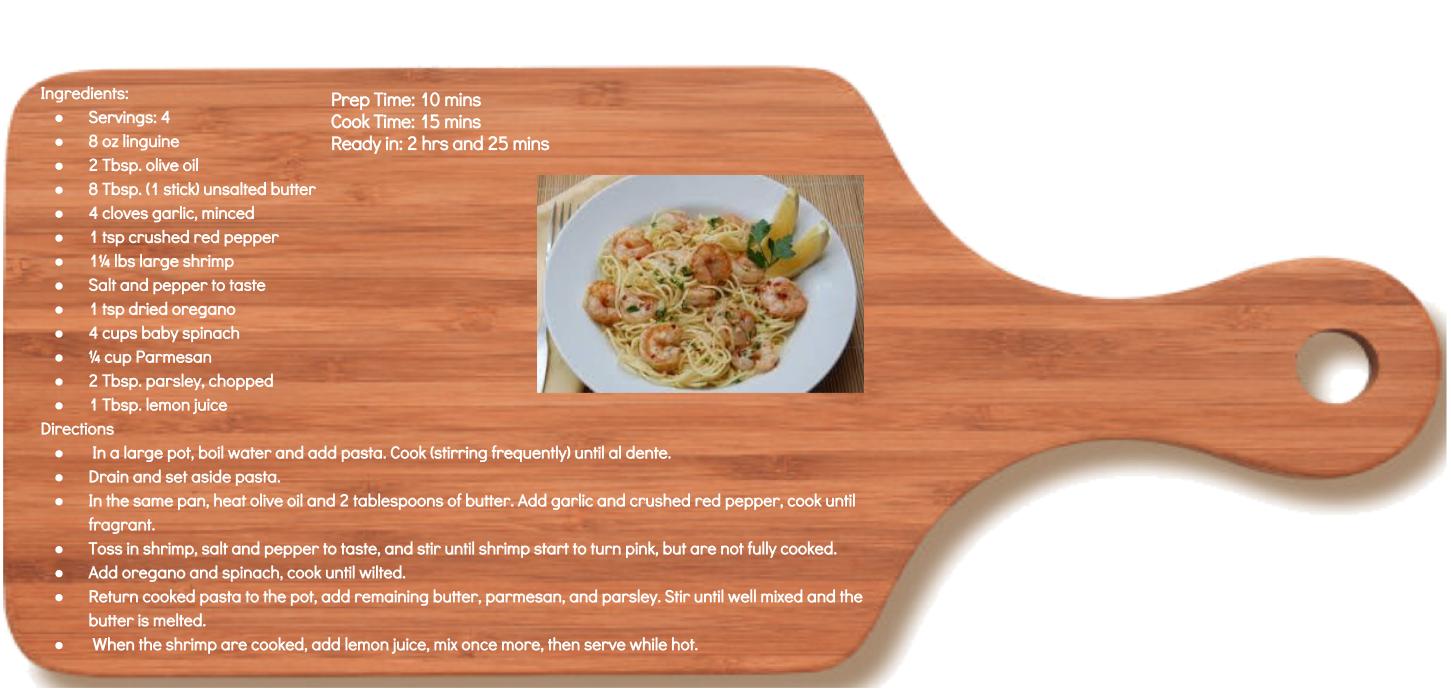 Ingredients:
● Servings: 4
● 8 oz linguine
● 2 Tbsp. olive oil
● 8 Tbsp. (1 stick) unsalted butter
● 4 cloves garlic, minced
● 1 tsp crushed red pepper
● 1¼ lbs large shrimp
● Salt and pepper to taste
● 1 tsp dried oregano
● 4 cups baby spinach
● ¼ cup Parmesan
● 2 Tbsp. parsley, chopped
● 1 Tbsp. lemon juice
Prep Time: 10 mins
Cook Time: 15 mins
Ready in: 2 hrs and 25 mins
Directions
● In a large pot, boil water and add pasta. Cook (stirring frequently) until al dente.
● Drain and set aside pasta.
● In the same pan, heat olive oil and 2 tablespoons of butter. Add garlic and crushed red pepper, cook until
fragrant.
● Toss in shrimp, salt and pepper to taste, and stir until shrimp start to turn pink, but are not fully cooked.
● Add oregano and spinach, cook until wilted.
● Return cooked pasta to the pot, add remaining butter, parmesan, and parsley. Stir until well mixed and the
butter is melted.
● When the shrimp are cooked, add lemon juice, mix once more, then serve while hot.